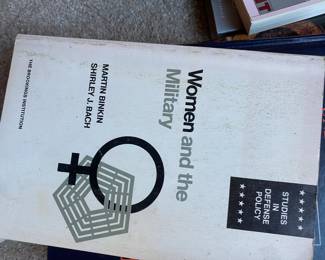 ★★★★★
STUDIES
IN
DEFENSE
POLICY
★★★★★
Women and the
Military
MARTIN BINKIN
SHIRLEY J. BACH
THE BROOKINGS INSTITUTION